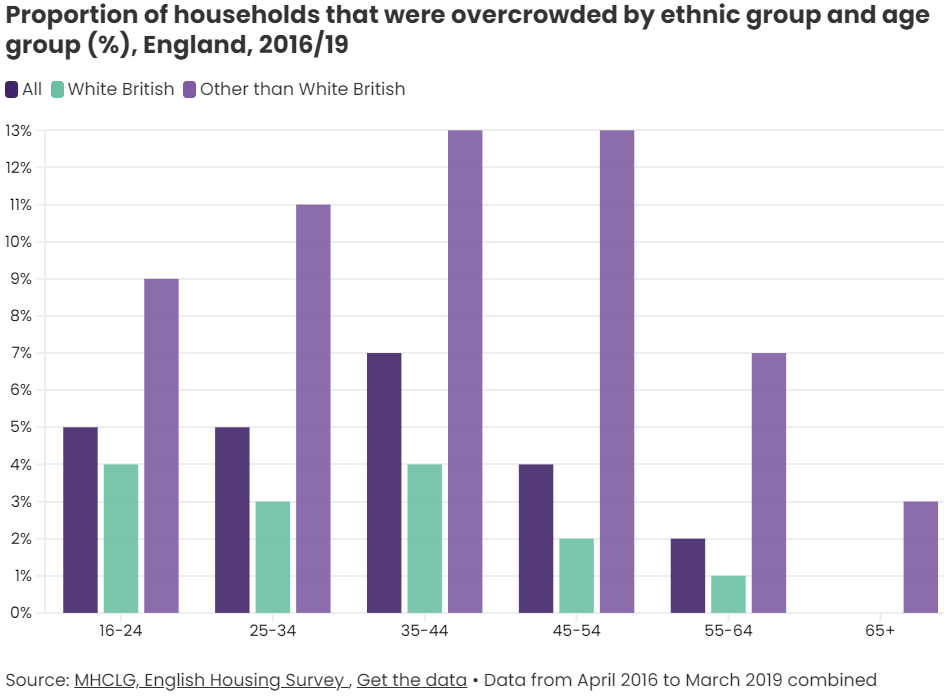 Proportion of households that were overcrowded by ethnic group and age
group (%), England, 2016/19
All White British Other than White British
13%
12%
11%
10%
9%
8%
7%
6%
5%
4%
3%
2%
1%
0%
16-24 25-34 35-44 45-54 55-64 65+
Source: MHCLG, English Housing Survey , Get the data • Data from April 2016 to March 2019 combined